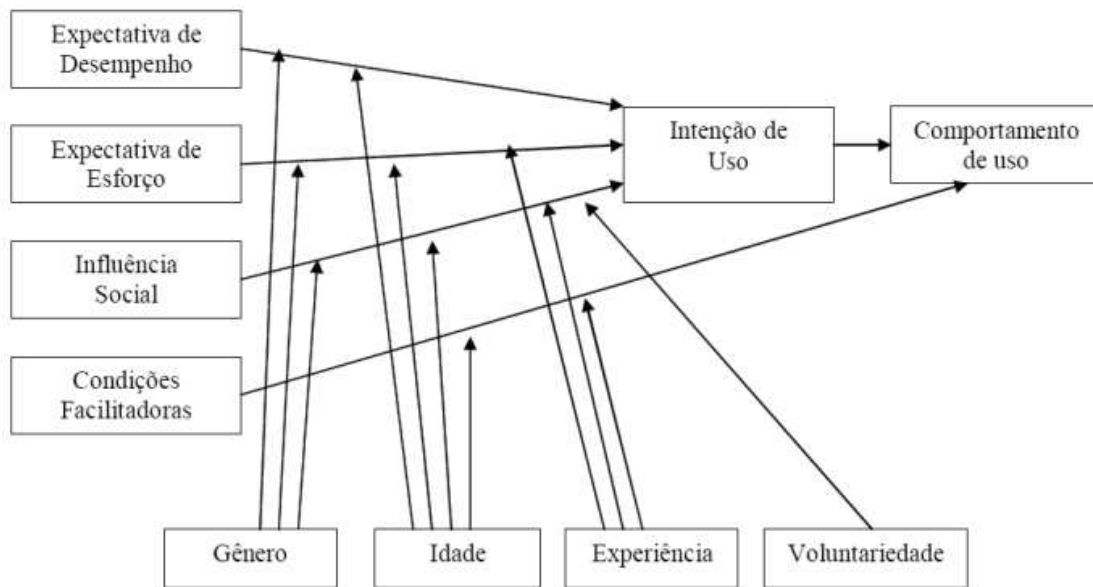 Expectativa de
Desempenho
Expectativa de
Esforço
Influência
Social
Condições
Facilitadoras
Intenção de
Uso
Comportamento
de uso
Gênero
Idade
Experiência
Voluntariedade